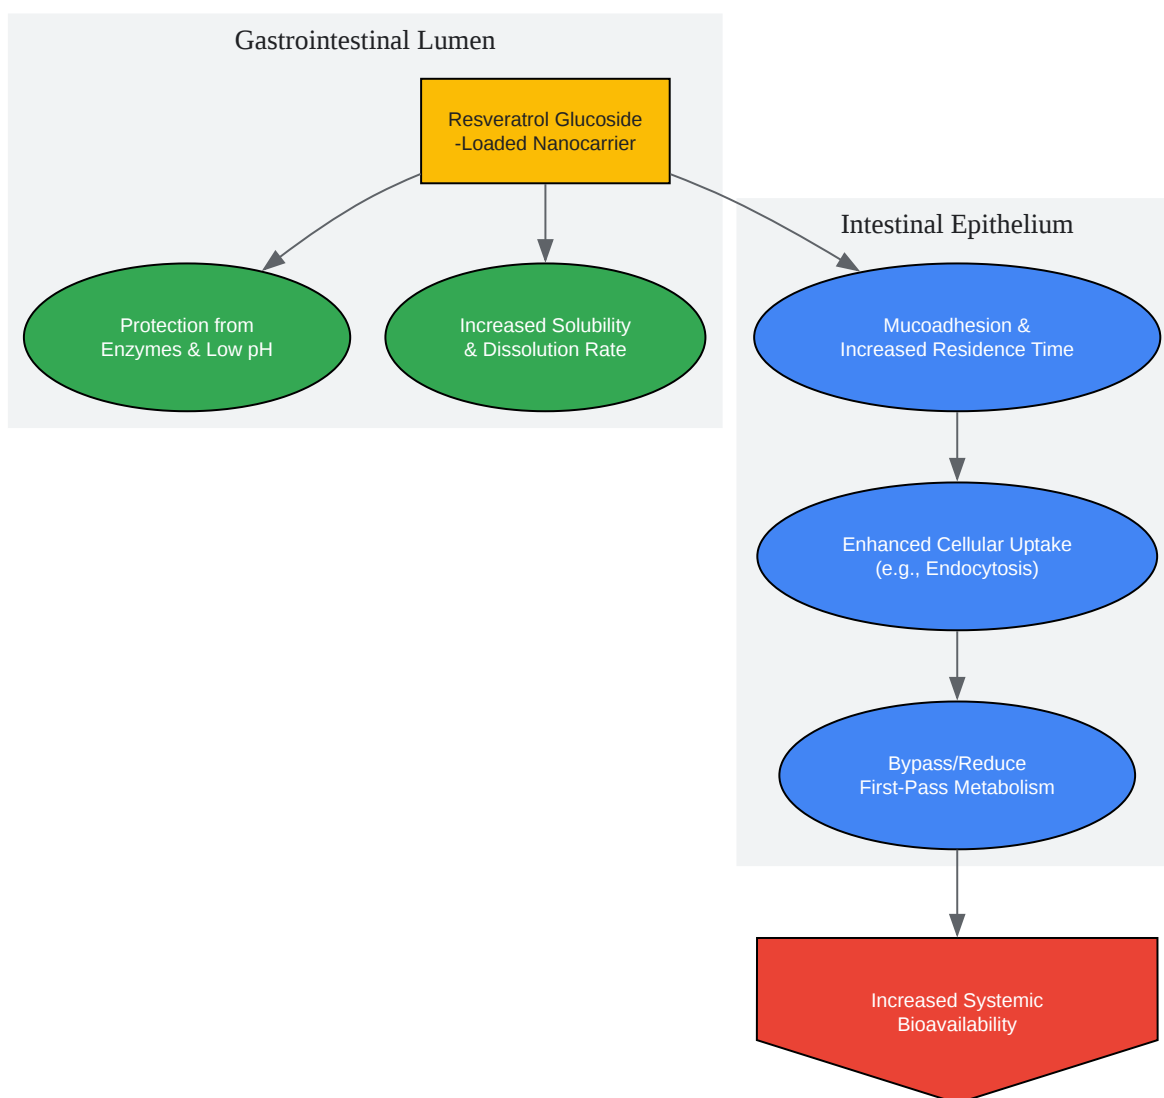 Gastrointestinal Lumen
Resveratrol Glucoside
-Loaded Nanocarrier
Intestinal Epithelium
Protection from
Enzymes & Low pH
Increased Solubility
& Dissolution Rate
Mucoadhesion &
Increased Residence Time
Enhanced Cellular Uptake
(e.g., Endocytosis)
Bypass/Reduce
First-Pass Metabolism
Increased Systemic
Bioavailability